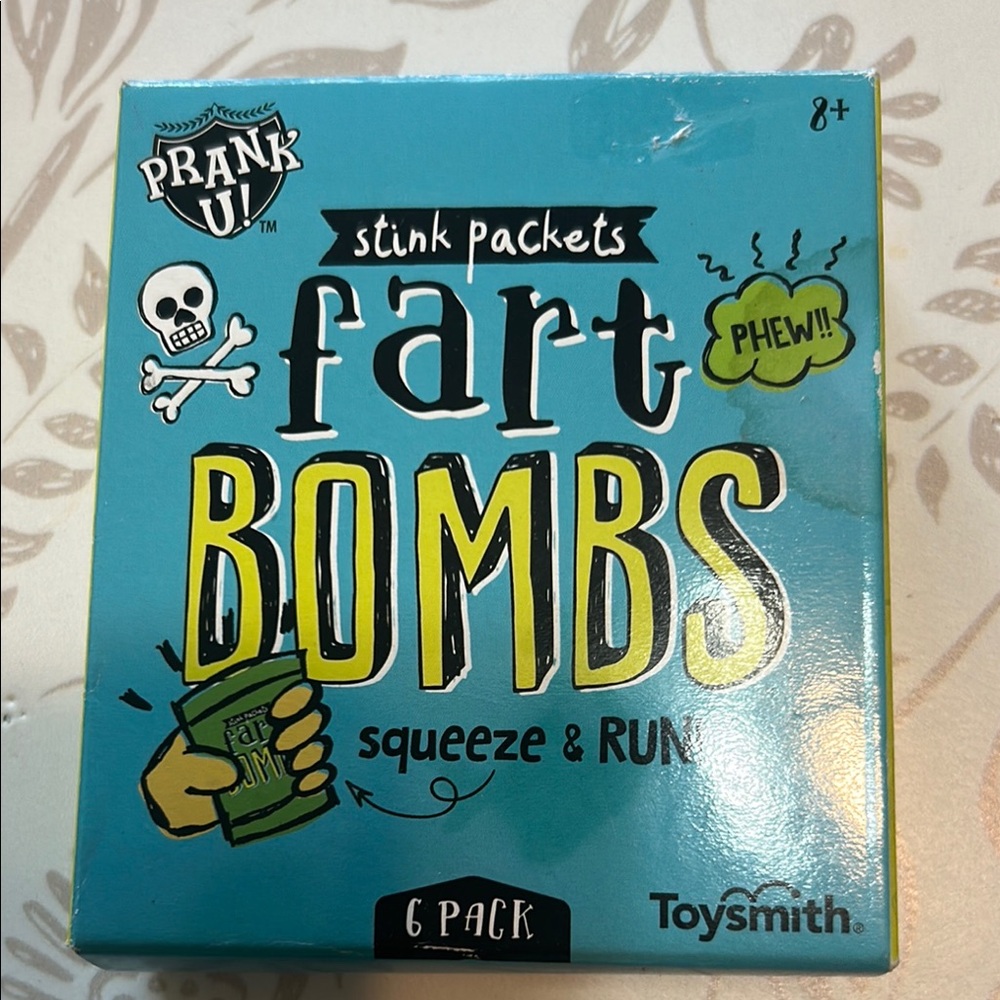 8+
PRANK
U!™
stink packets
fart
PHEW!!
BOMBS
squeeze & RUN!
6 PACK
Toysmith®